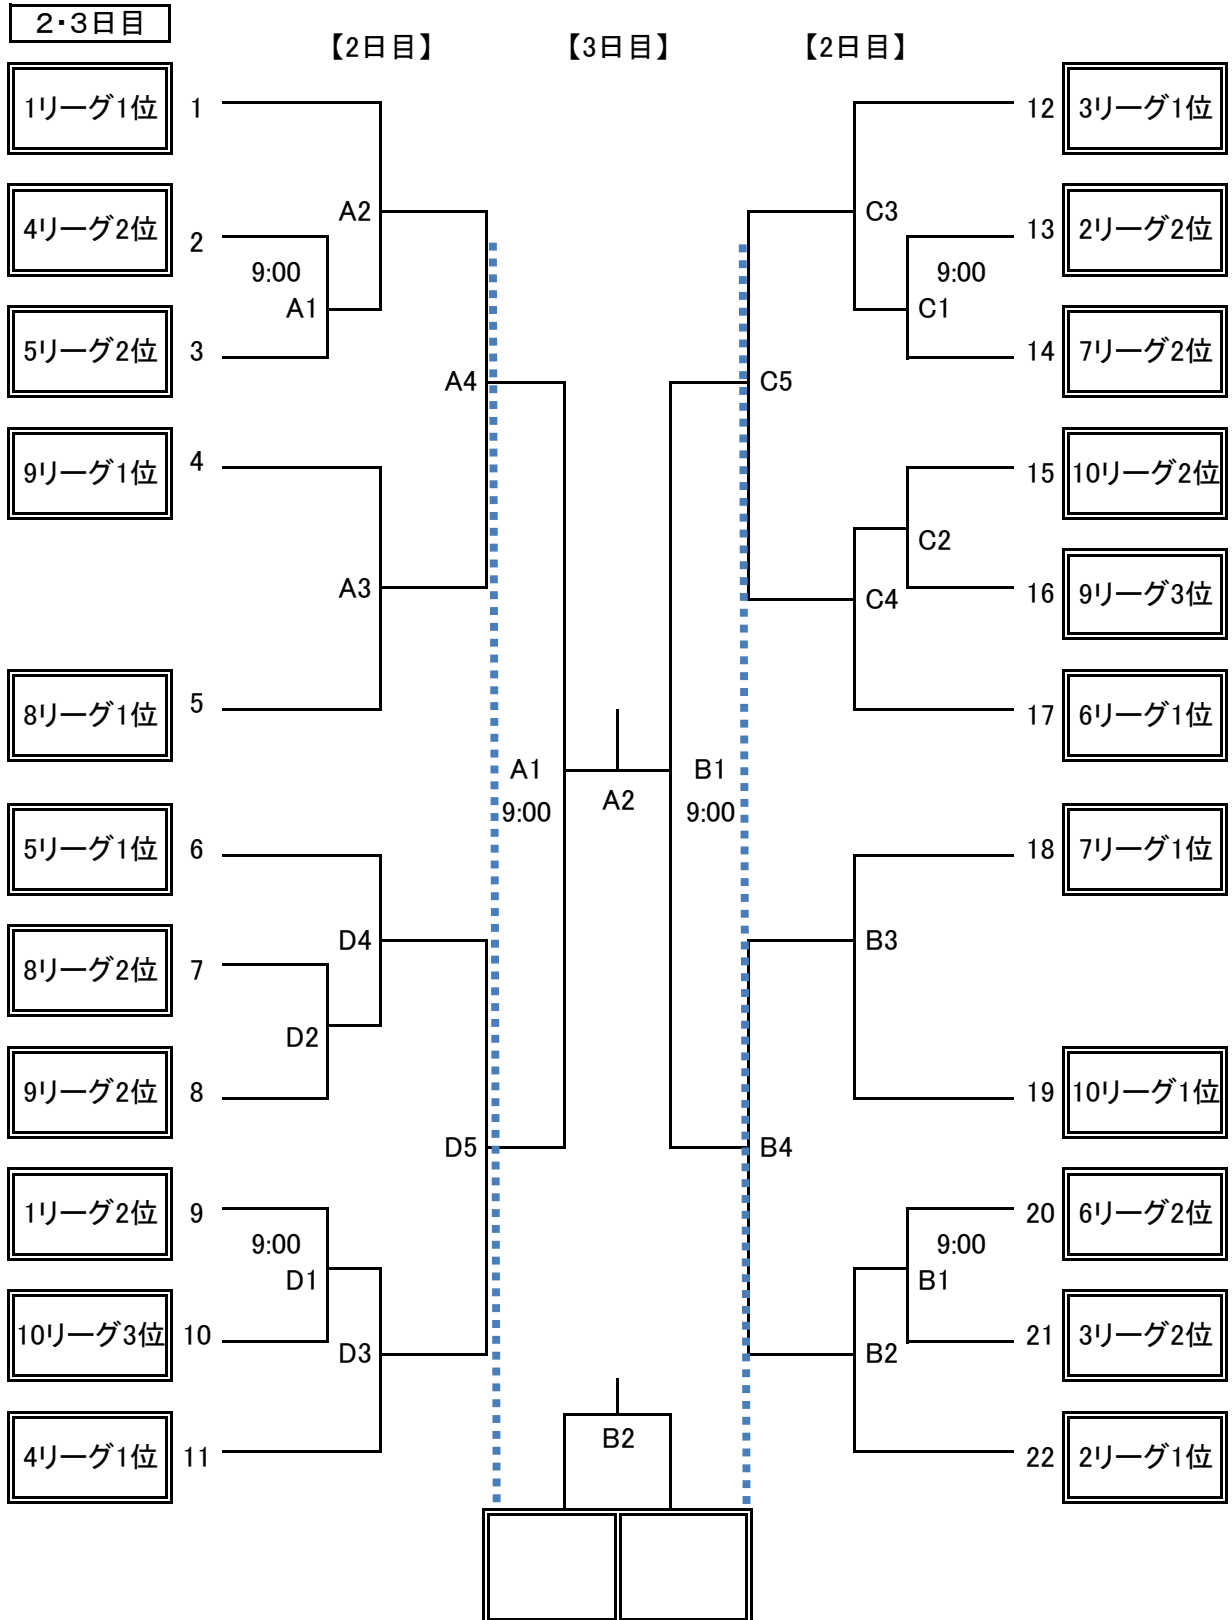 2・3日目
【2日目】 【3日目】 【2日目】
1リーグ1位 1
4リーグ2位 2
5リーグ2位 3
9リーグ1位 4
8リーグ1位 5
5リーグ1位 6
8リーグ2位 7
9リーグ2位 8
1リーグ2位 9
10リーグ3位 10
4リーグ1位 11
A2
9:00
A1
A4
A3
D4
D2
D5
9:00
D1
D3
A1
9:00
A2
B1
9:00
B2
C3
9:00
C1
C5
C2
C4
B3
B4
9:00
B1
B2
12 3リーグ1位
13 2リーグ2位
14 7リーグ2位
15 10リーグ2位
16 9リーグ3位
17 6リーグ1位
18 7リーグ1位
19 10リーグ1位
20 6リーグ2位
21 3リーグ2位
22 2リーグ1位